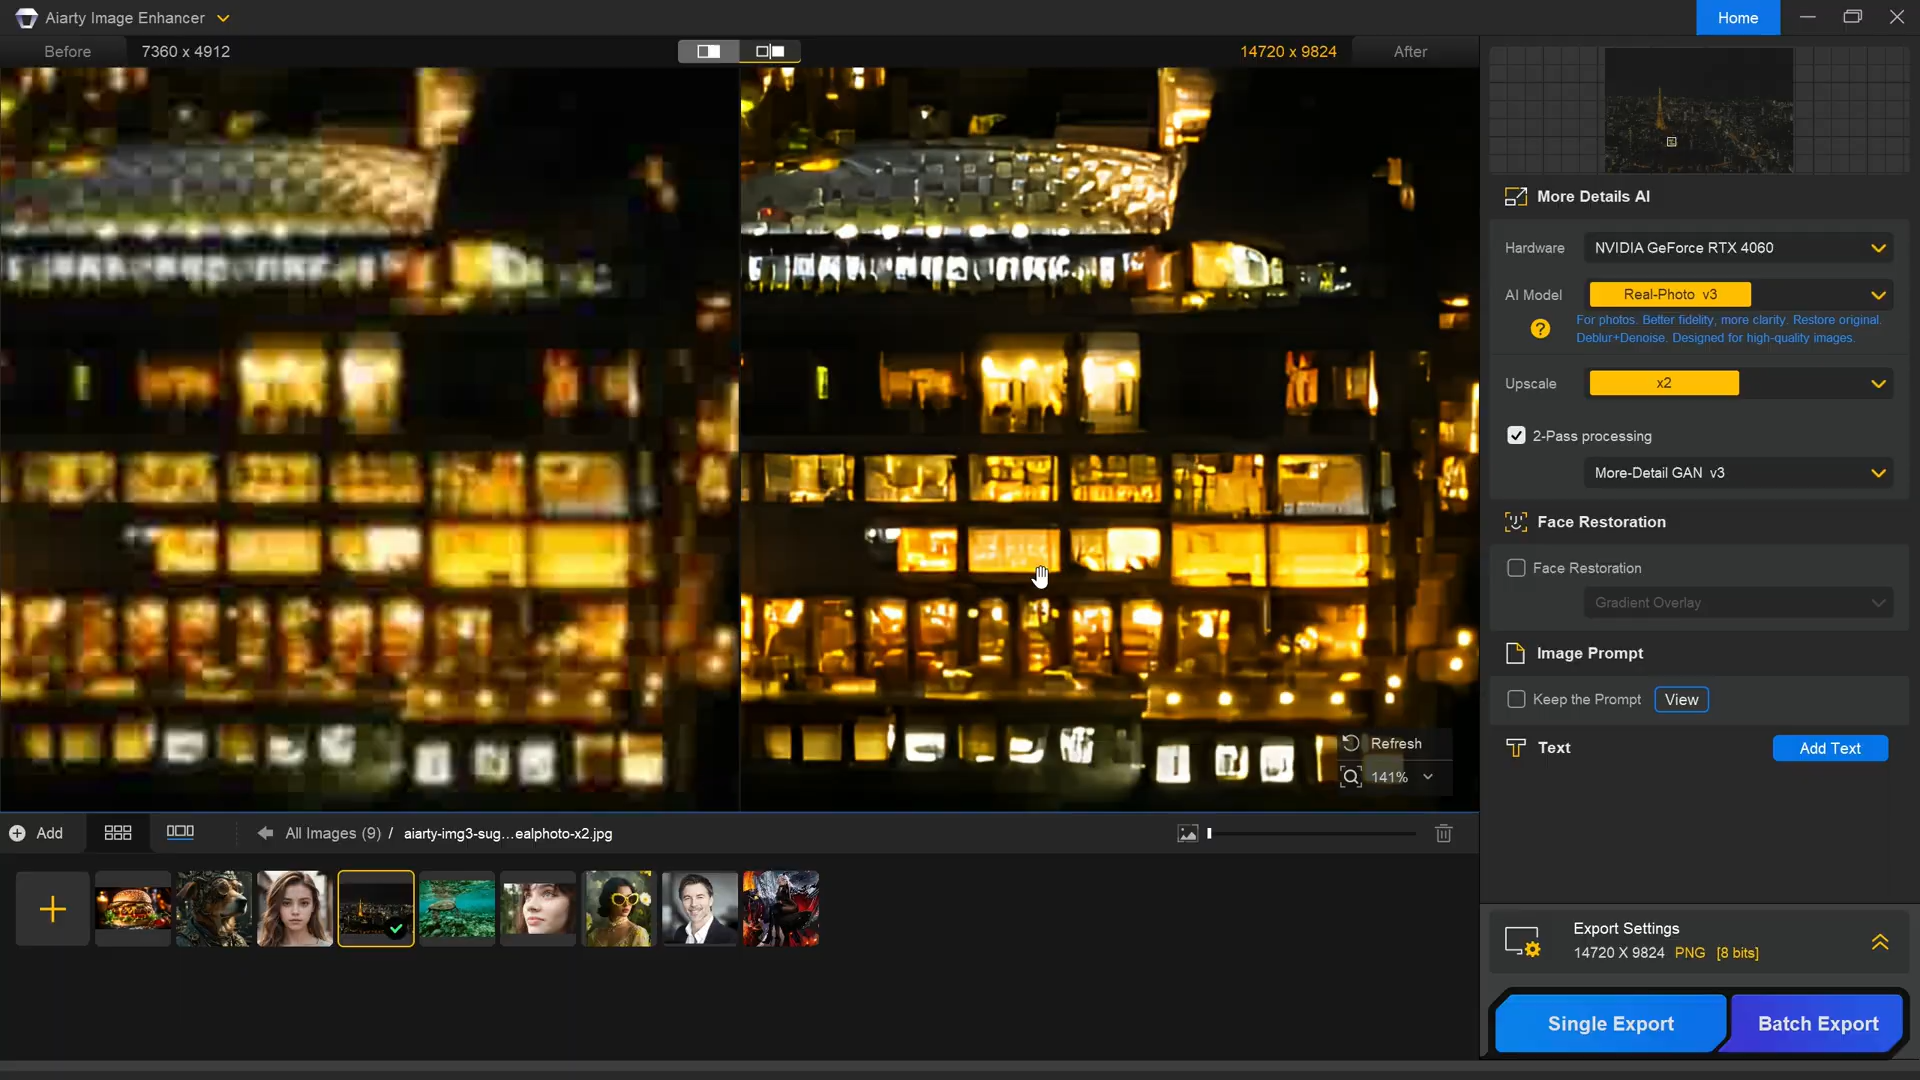 Aiarty Image Enhancer
Home
Before
7360 x 4912
14720 x 9824
After
More Details AI
Hardware
NVIDIA GeForce RTX 4060
AI Model
Real-Photo v3
?
For photos. Better fidelity, more clarity. Restore original.
Deblur+Denoise. Designed for high-quality images.
Upscale
x2
2-Pass processing
More-Detail GAN v3
Face Restoration
Face Restoration
Gradient Overlay
Image Prompt
Keep the Prompt
View
Text
Add Text
Refresh
141%
Add
All Images (9) / aiarty-img3-sug...ealphoto-x2.jpg
Export Settings
14720 X 9824 PNG [8 bits]
Single Export
Batch Export